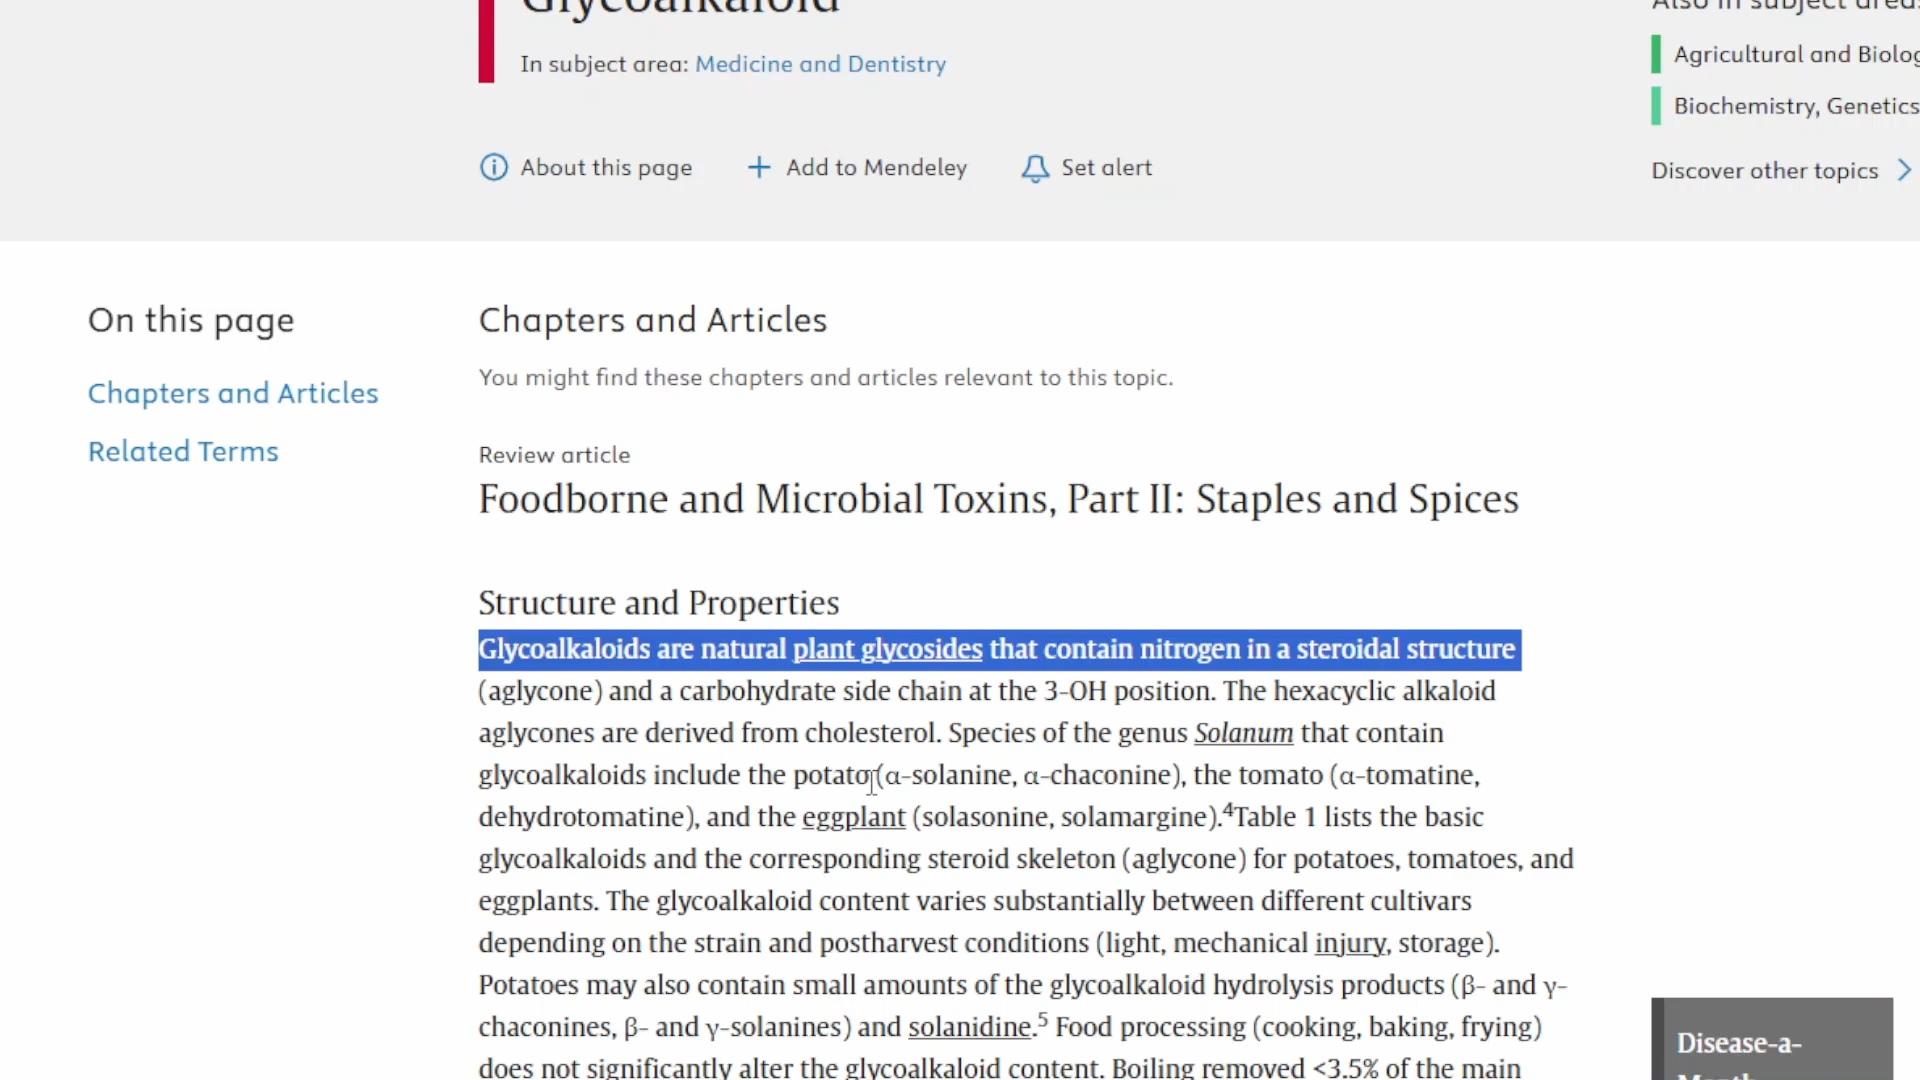 Glycoalkaloid
In subject area: Medicine and Dentistry
About this page
Add to Mendeley
Set alert
Also in subject area
Agricultural and Biolog
Biochemistry, Genetics
Discover other topics
On this page
Chapters and Articles
Related Terms
Chapters and Articles
You might find these chapters and articles relevant to this topic.
Review article
Foodborne and Microbial Toxins, Part II: Staples and Spices
Structure and Properties
Glycoalkaloids are natural plant glycosides that contain nitrogen in a steroidal structure
(aglycone) and a carbohydrate side chain at the 3-OH position. The hexacyclic alkaloid
aglycones are derived from cholesterol. Species of the genus Solanum that contain
glycoalkaloids include the potato (α-solanine, α-chaconine), the tomato (α-tomatine,
dehydrotomatine), and the eggplant (solasonine, solamargine).⁴Table 1 lists the basic
glycoalkaloids and the corresponding steroid skeleton (aglycone) for potatoes, tomatoes, and
eggplants. The glycoalkaloid content varies substantially between different cultivars
depending on the strain and postharvest conditions (light, mechanical injury, storage).
Potatoes may also contain small amounts of the glycoalkaloid hydrolysis products (β- and γ-
chaconines, β- and γ-solanines) and solanidine.⁵ Food processing (cooking, baking, frying)
does not significantly alter the glycoalkaloid content. Boiling removed <3.5% of the main
Disease-a-
Month